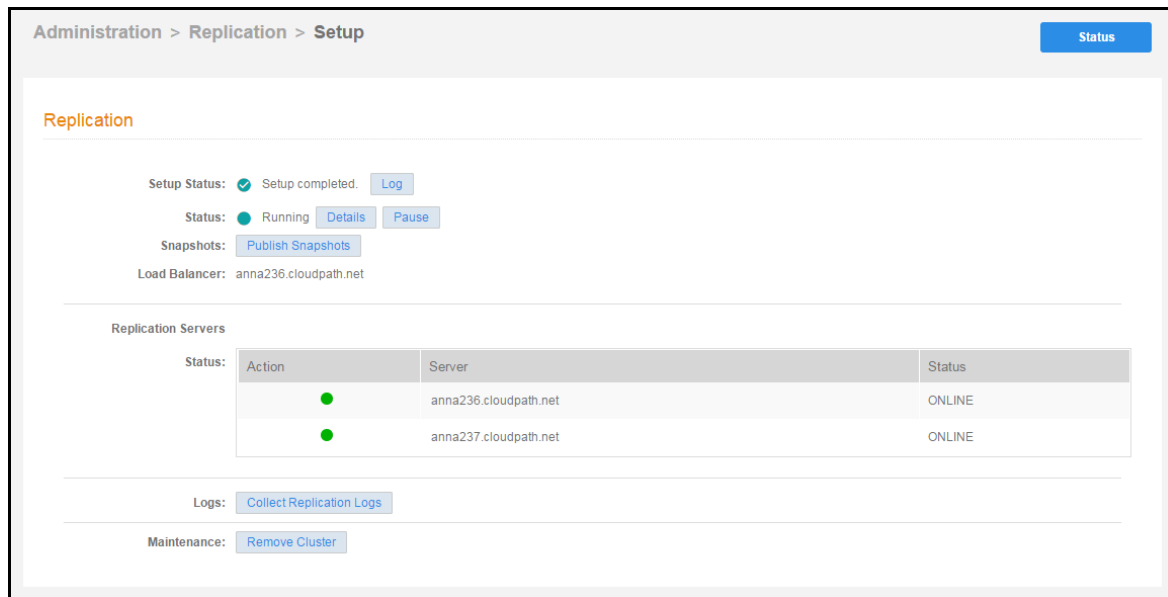 Administration > Replication > Setup
Status
Replication
Setup Status: Setup completed. Log
Status: Running Details Pause
Snapshots: Publish Snapshots
Load Balancer: anna236.cloudpath.net
Replication Servers
Status: Action Server Status
anna236.cloudpath.net ONLINE
anna237.cloudpath.net ONLINE
Logs: Collect Replication Logs
Maintenance: Remove Cluster